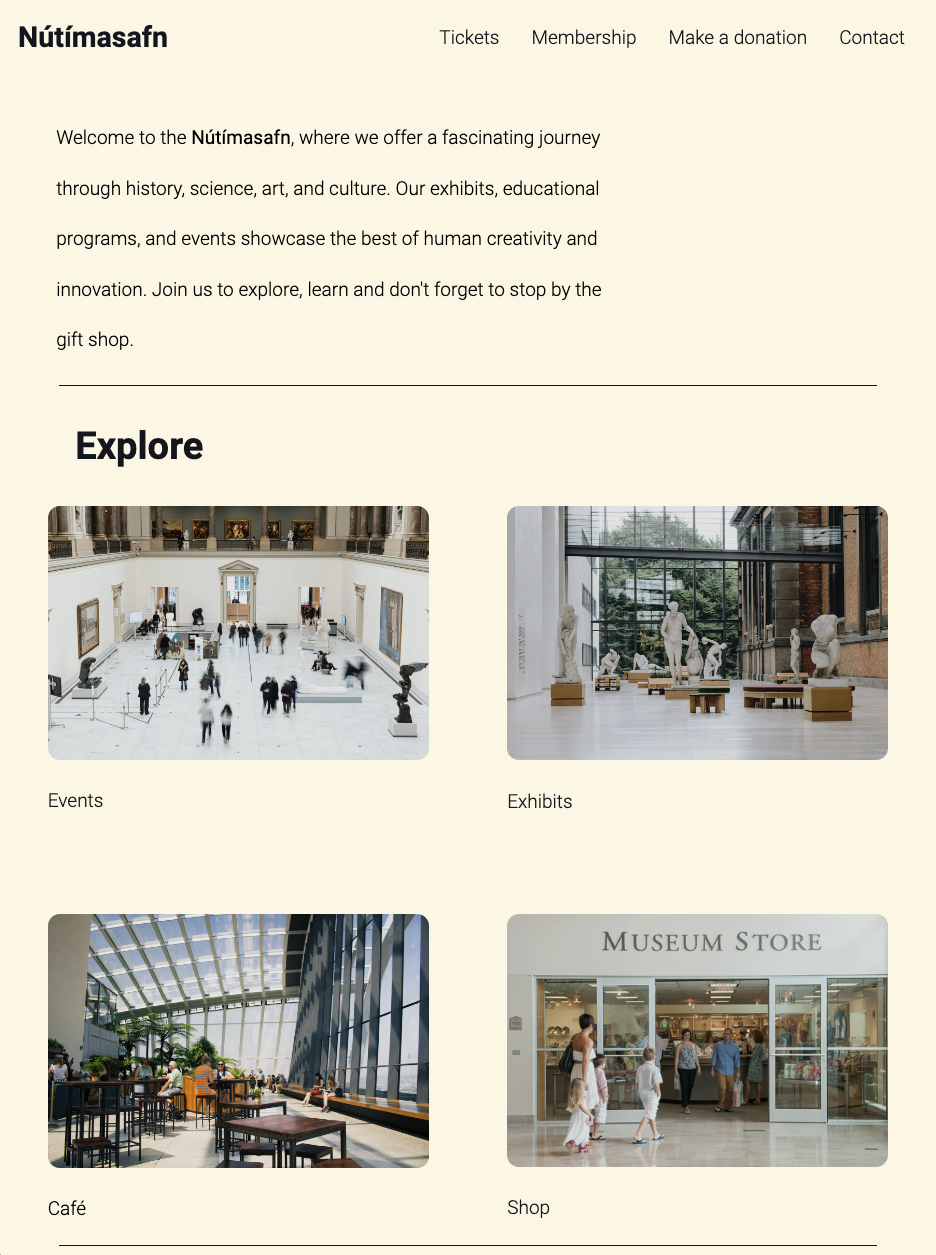 Nútímasafn
Tickets Membership Make a donation Contact
Welcome to the Nútímasafn, where we offer a fascinating journey
through history, science, art, and culture. Our exhibits, educational
programs, and events showcase the best of human creativity and
innovation. Join us to explore, learn and don't forget to stop by the
gift shop.
Explore
Events
Exhibits
MUSEUM STORE
Café
Shop